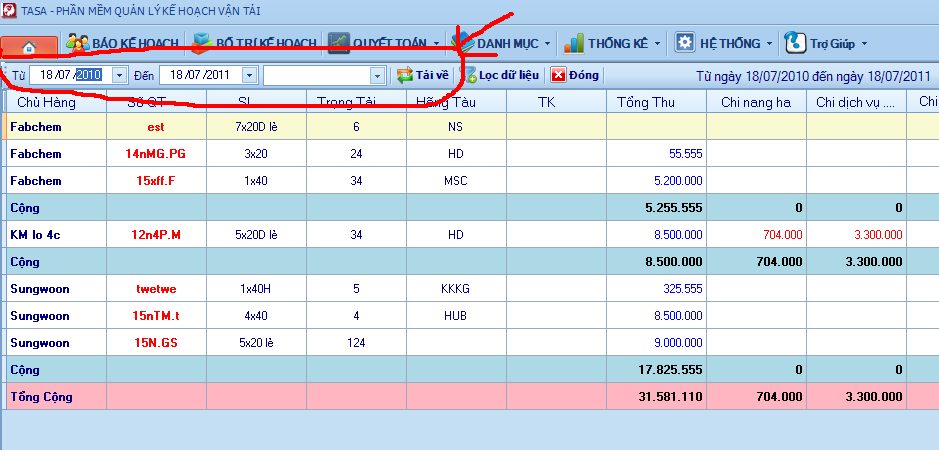 TASA - PHẦN MỀM QUẢN LÝ KẾ HOẠCH VẬN TẢI
BÁO KẾ HOẠCH BỐ TRÍ KẾ HOẠCH QUYẾT TOÁN DANH MỤC THỐNG KÊ HỆ THỐNG Trợ Giúp
Từ 18/07/2010 Đến 18/07/2011 Tải về Lọc dữ liệu Đóng Từ ngày 18/07/2010 đến ngày 18/07/2011
Chủ Hàng Số QT SL Trọng Tải Hãng Tàu TK Tổng Thu Chi nang ha Chi dịch vụ .... Chi
Fabchem est 7x20D lẻ 6 NS
Fabchem 14nMG.PG 3x20 24 HD 55.555
Fabchem 15xff.F 1x40 34 MSC 5.200.000
Cộng 5.255.555 0 0
KM lo 4c 12n4P.M 5x20D lẻ 34 HD 8.500.000 704.000 3.300.000
Cộng 8.500.000 704.000 3.300.000
Sungwoon twetwe 1x40H 5 KKKG 325.555
Sungwoon 15nTM.t 4x40 4 HUB 8.500.000
Sungwoon 15N.GS 5x20 lẻ 124 9.000.000
Cộng 17.825.555 0 0
Tổng Cộng 31.581.110 704.000 3.300.000